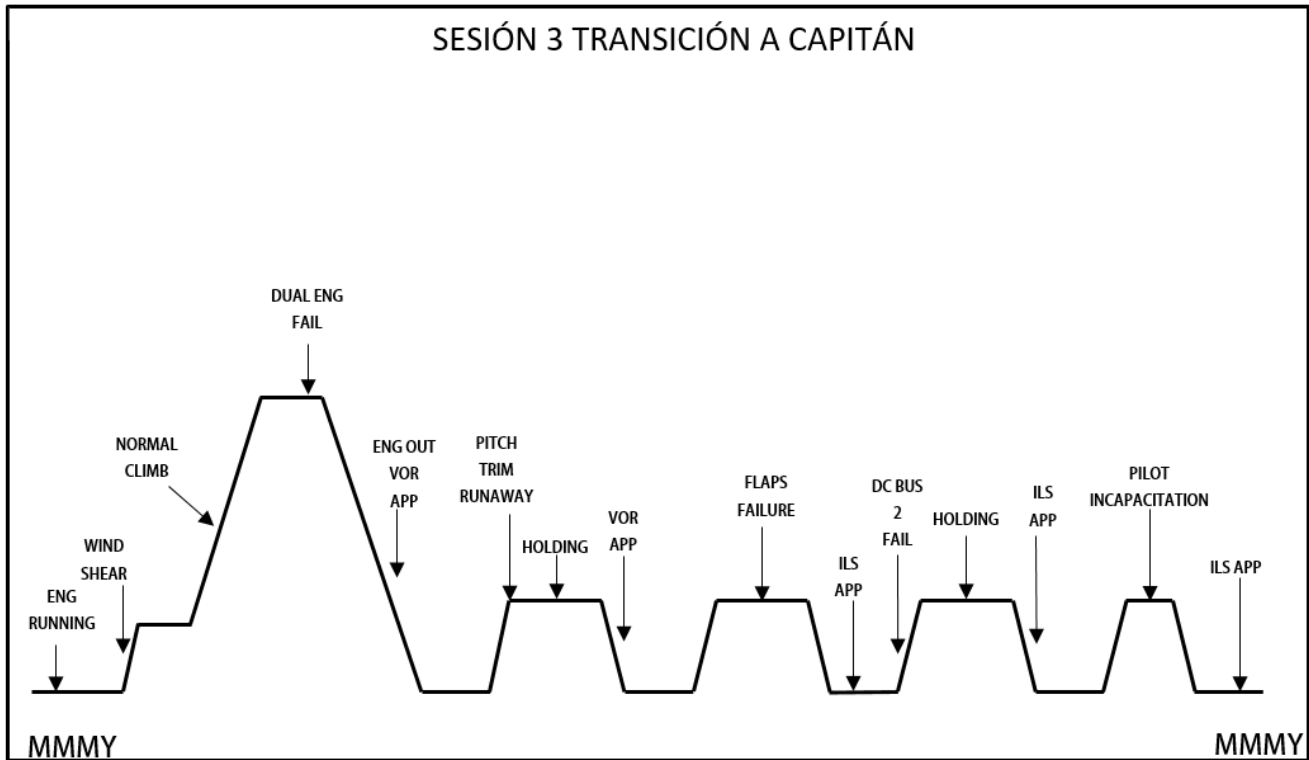 SESIÓN 3 TRANSICIÓN A CAPITÁN
DUAL ENG
FAIL
NORMAL
CLIMB
WIND
SHEAR
ENG
RUNNING
ENG OUT
VOR
APP
PITCH
TRIM
RUNAWAY
HOLDING
VOR
APP
FLAPS
FAILURE
ILS
APP
DC BUS
2
FAIL
HOLDING
ILS
APP
PILOT
INCAPACITATION
ILS APP
MMMY
MMMY